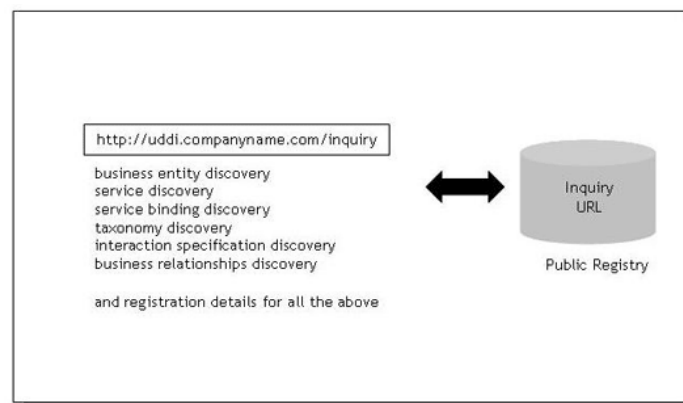 http://uddi.companyname.com/inquiry
business entity discovery
service discovery
service binding discovery
taxonomy discovery
interaction specification discovery
business relationships discovery
and registration details for all the above
Inquiry
URL
Public Registry